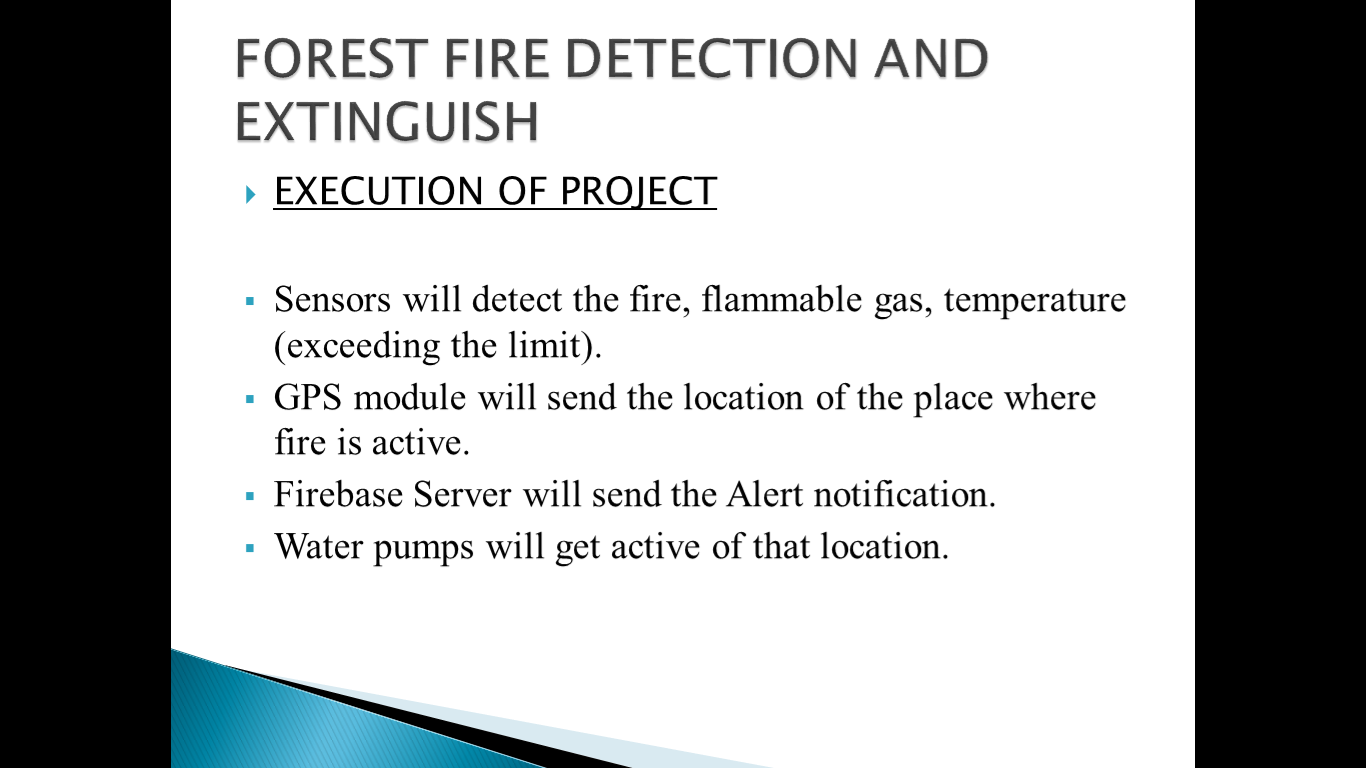 FOREST FIRE DETECTION AND
EXTINGUISH
EXECUTION OF PROJECT
Sensors will detect the fire, flammable gas, temperature
(exceeding the limit).
GPS module will send the location of the place where
fire is active.
Firebase Server will send the Alert notification.
Water pumps will get active of that location.